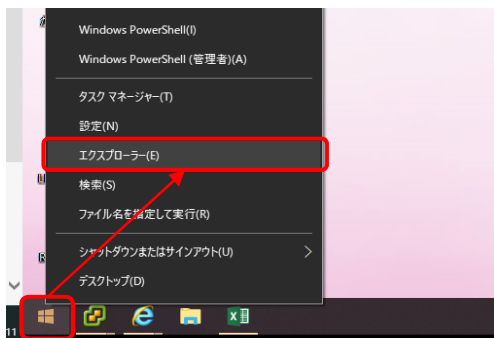 Windows PowerShell(I)
Windows PowerShell (管理者)(A)
タスク マネージャー(T)
設定(N)
エクスプローラー(E)
検索(S)
ファイル名を指定して実行(R)
シャットダウンまたはサインアウト(U)
デスクトップ(D)
11